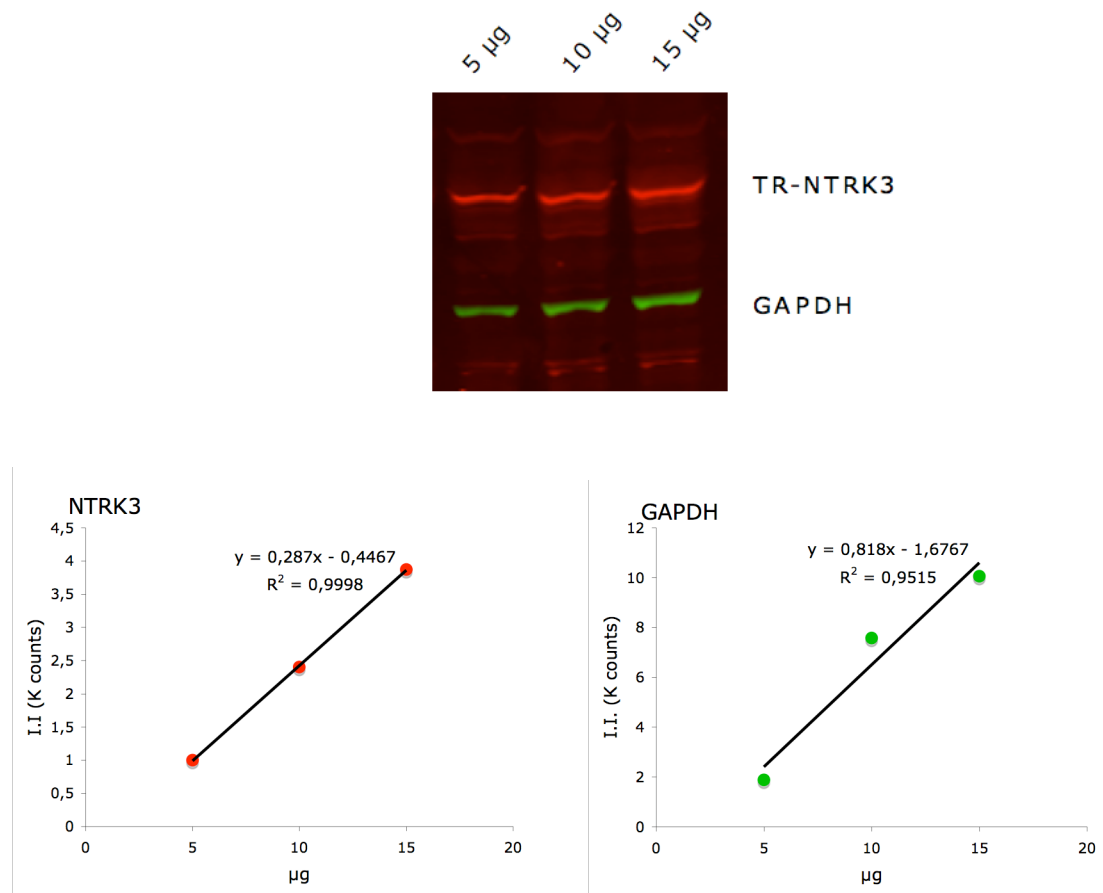 5 µg
10 µg
15 µg
TR-NTRK3
GAPDH
NTRK3
4,5
4
3,5
3
2,5
2
1,5
1
0,5
0
I.I (K counts)
y = 0,287x - 0,4467
R² = 0,9998
0
5
10
15
20
µg
GAPDH
12
10
8
6
4
2
0
I.I. (K counts)
y = 0,818x - 1,6767
R² = 0,9515
0
5
10
15
20
µg